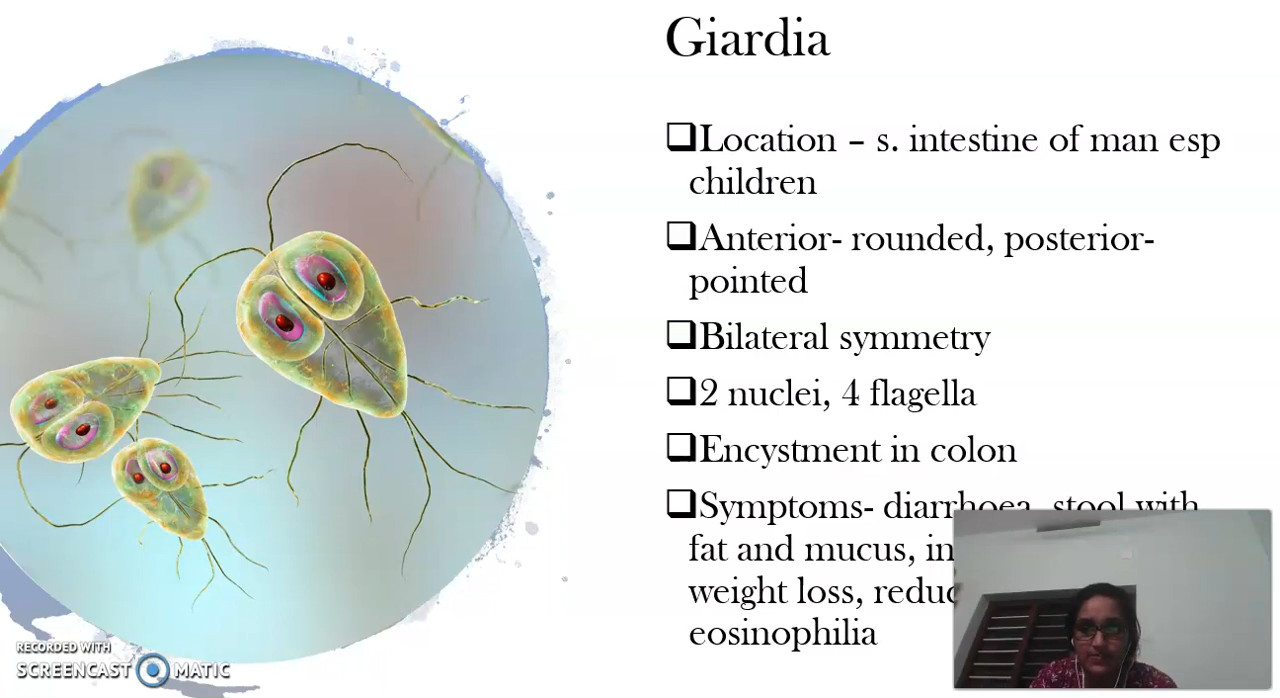 Giardia
Location – s. intestine of man esp
children
Anterior- rounded, posterior-
pointed
Bilateral symmetry
2 nuclei, 4 flagella
Encystment in colon
Symptoms- diarrhoea, stool with
fat and mucus,
weight loss,
eosinophilia
RECORDED WITH
SCREENCAST MATIC